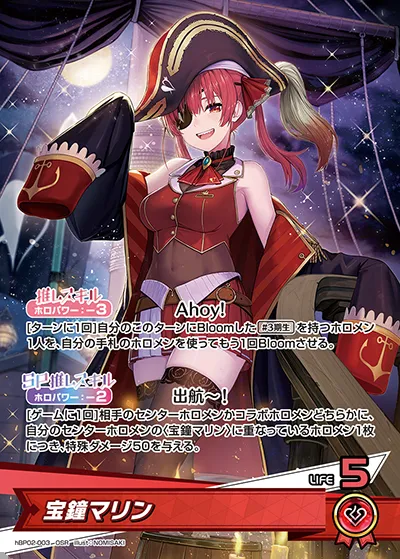 推しスキル
ホロパワー：－3
Ahoy!
[ターンに1回]自分のこのターンにBloomした #3期生 を持つホロメン
1人を、自分の手札のホロメンを使ってもう1回Bloomさせる。
SP推しスキル
ホロパワー：－2
出航～！
[ゲームに1回]相手のセンターホロメンかコラボホロメンどちらかに、
自分のセンターホロメンの〈宝鐘マリン〉に重なっているホロメン1枚
につき、特殊ダメージ50を与える。
LIFE 5
宝鐘マリン
hBP02-003 OSR illust：NOMISAKI